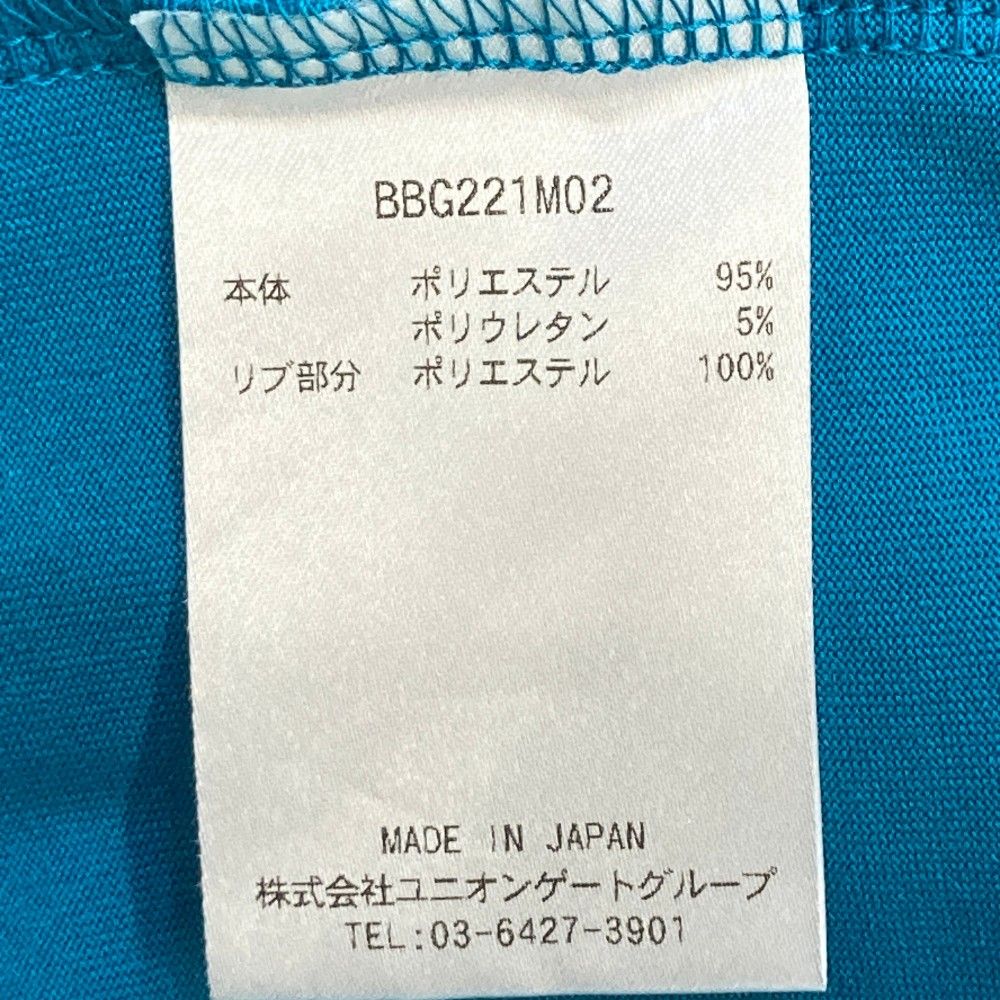 BBG221M02
本体 ポリエステル 95%
ポリウレタン 5%
リブ部分 ポリエステル 100%
MADE IN JAPAN
株式会社ユニオンゲートグループ
TEL:03-6427-3901